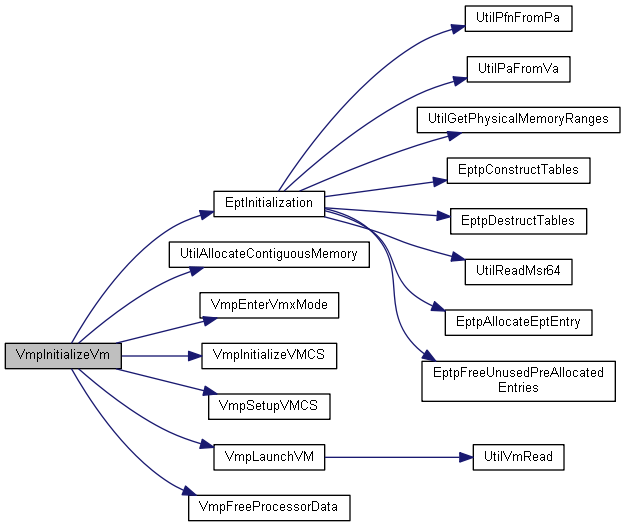 UtilPfnFromPa
UtilPaFromVa
UtilGetPhysicalMemoryRanges
EptpConstructTables
EptInitialization
EptpDestructTables
UtilAllocateContiguousMemory
UtilReadMsr64
VmpEnterVmxMode
EptpAllocateEptEntry
VmpInitializeVm
VmpInitializeVMCS
EptpFreeUnusedPreAllocated
Entries
VmpSetupVMCS
VmpLaunchVM
UtilVmRead
VmpFreeProcessorData